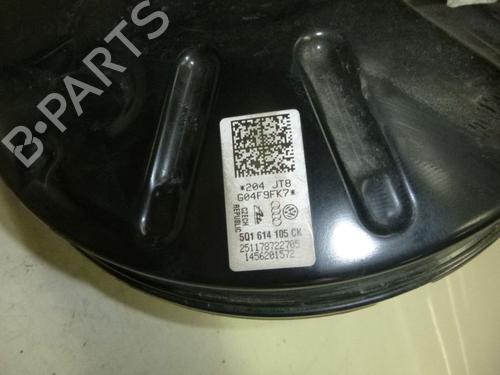 B-PARTS
*204 JT8
G04F9FK7*
CZECH
REPUBLIC
5Q1 614 105 CK
251178722705
1456201572